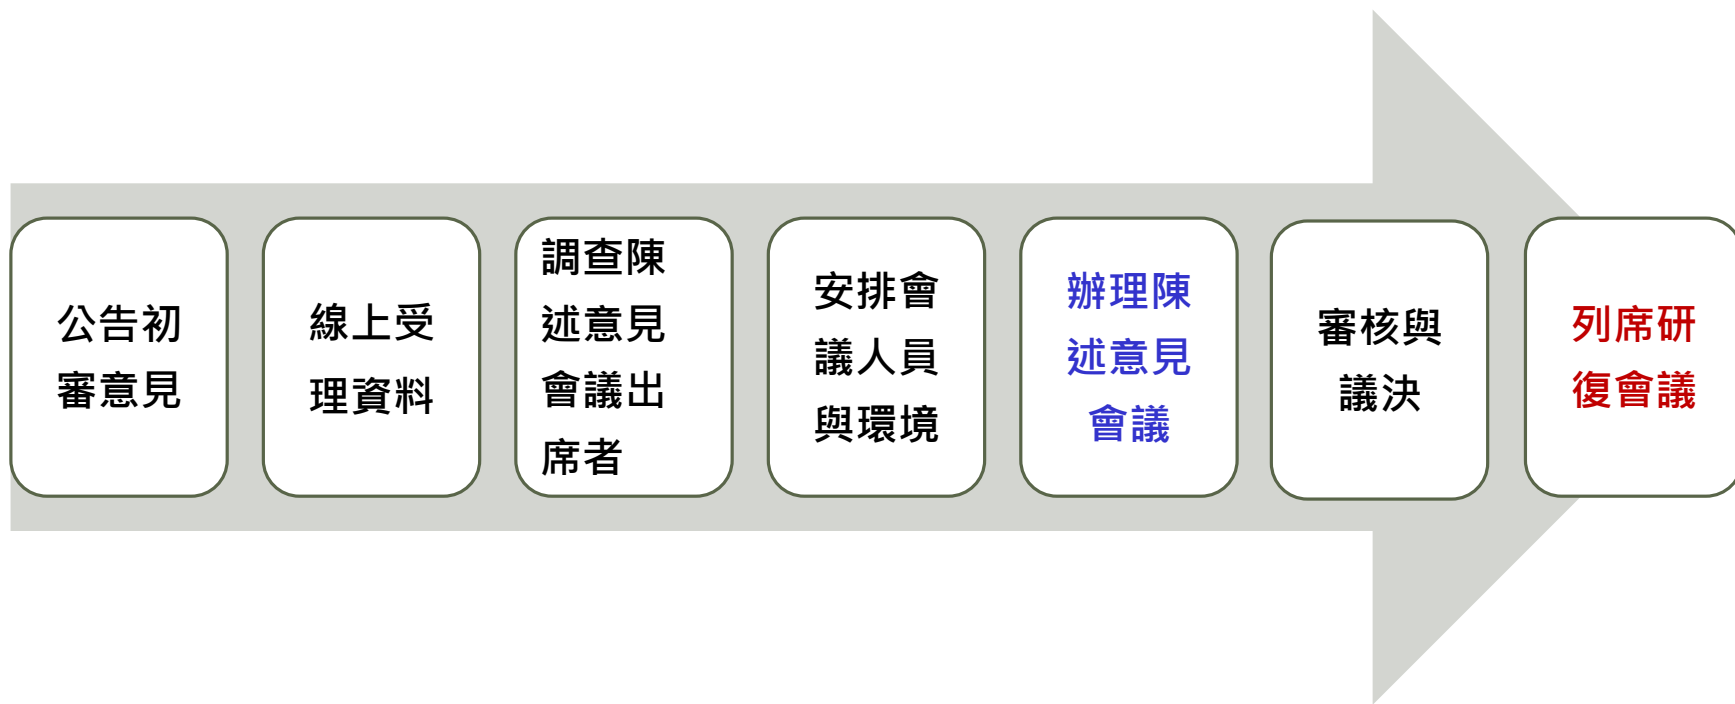 公告初
審意見
線上受
理資料
調查陳
述意見
會議出
席者
安排會
議人員
與環境
辦理陳
述意見
會議
審核與
議決
列席研
復會議